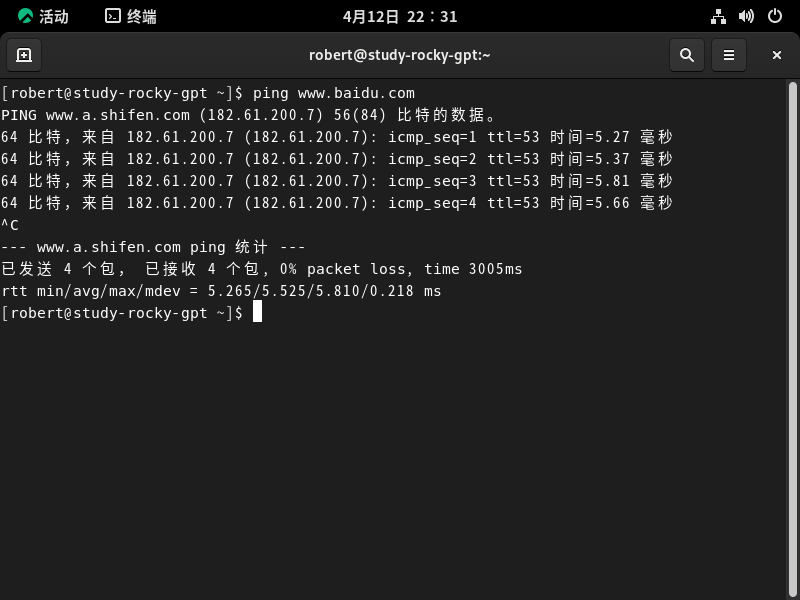 活动 终端 4月12日 22：31
robert@study-rocky-gpt:~
[robert@study-rocky-gpt ~]$ ping www.baidu.com
PING www.a.shifen.com (182.61.200.7) 56(84) 比特的数据。
64 比特，来自 182.61.200.7 (182.61.200.7): icmp_seq=1 ttl=53 时间=5.27 毫秒
64 比特，来自 182.61.200.7 (182.61.200.7): icmp_seq=2 ttl=53 时间=5.37 毫秒
64 比特，来自 182.61.200.7 (182.61.200.7): icmp_seq=3 ttl=53 时间=5.81 毫秒
64 比特，来自 182.61.200.7 (182.61.200.7): icmp_seq=4 ttl=53 时间=5.66 毫秒
^C
--- www.a.shifen.com ping 统计 ---
已发送 4 个包， 已接收 4 个包, 0% packet loss, time 3005ms
rtt min/avg/max/mdev = 5.265/5.525/5.810/0.218 ms
[robert@study-rocky-gpt ~]$